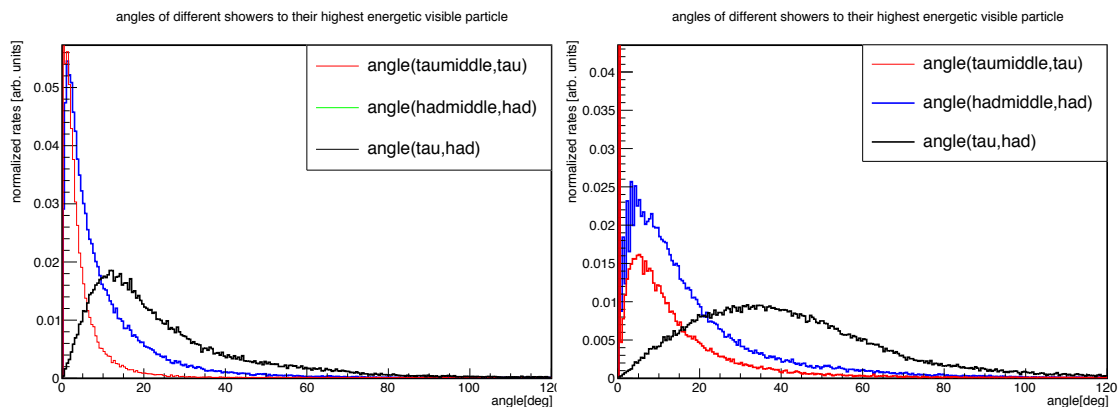 angles of different showers to their highest energetic visible particle
normalized rates [arb. units]
0.05
0.04
0.03
0.02
0.01
0
angle(taumiddle,tau)
angle(hadmiddle,had)
angle(tau,had)
0 20 40 60 80 100 120
angle[deg]
angles of different showers to their highest energetic visible particle
normalized rates [arb. units]
0.04
0.035
0.03
0.025
0.02
0.015
0.01
0.005
0
angle(taumiddle,tau)
angle(hadmiddle,had)
angle(tau,had)
0 20 40 60 80 100 120
angle[deg]